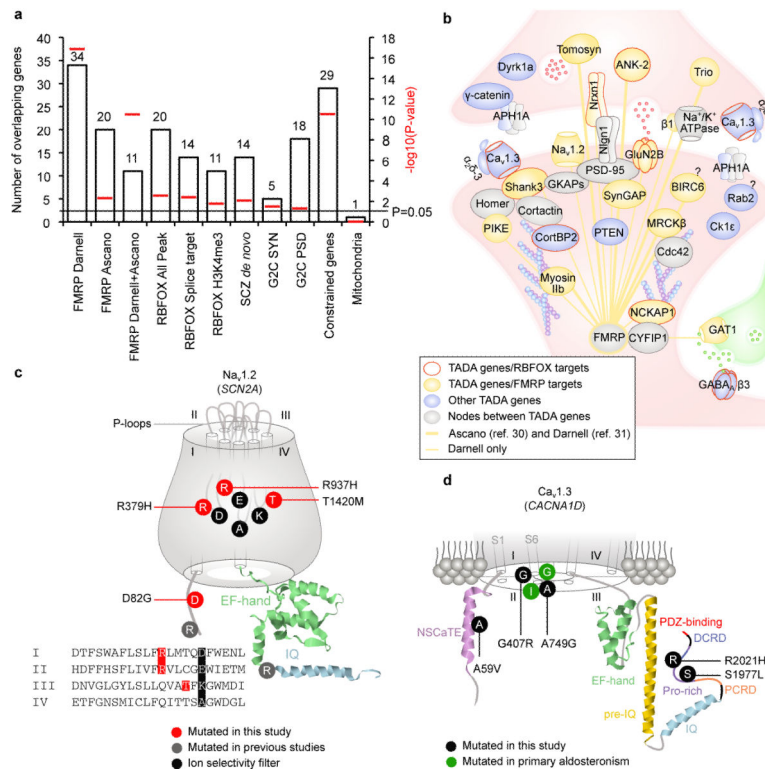 a
Number of overlapping genes
40
35
30
25
20
15
10
5
0
34
20
11
20
14
11
14
5
18
29
1
18
16
14
12
10
8
6
4
2
0
P=0.05
-log10(P-value)
FMRP Darnell
FMRP Ascano
FMRP Darnell+Ascano
RBFOX All Peak
RBFOX Splice target
RBFOX H3K4me3
SCZ de novo
G2C SYN
G2C PSD
Constrained genes
Mitochondria
b
Tomosyn
ANK-2
Dyrk1a
Trio
γ-catenin
Nrxn1
APH1A
β1
Na⁺/K⁺
ATPase
Caᵥ1.3
Naᵥ1.2
Nlgn1
GluN2B
α₂δ-3
Caᵥ1.3
PSD-95
APH1A
Shank3
GKAPs
SynGAP
?
BIRC6
?
Rab2
Homer
Cortactin
PIKE
CortBP2
PTEN
MRCKβ
Ck1ε
Cdc42
Myosin
IIb
NCKAP1
FMRP
CYFIP1
GAT1
GABA_A β3
TADA genes/RBFOX targets
TADA genes/FMRP targets
Other TADA genes
Nodes between TADA genes
Ascano (ref. 30) and Darnell (ref. 31)
Darnell only
c
Naᵥ1.2
(SCN2A)
P-loops
II
III
I
IV
R
R937H
E
T
T1420M
R379H
R
D
K
A
D82G
D
R
EF-hand
IQ
R
I DTFSWAFLSLFRLMTQDFWENL
II HDFFHSFLIVFRVLCGEWIETM
III DNVGLGYLSLLQVATFKGWMDI
IV ETFGNSMICLFQITTSAGWDGL
Mutated in this study
Mutated in previous studies
Ion selectivity filter
d
Caᵥ1.3
(CACNA1D)
S1
S6
I
IV
G
G
I
A
II
III
NSCaTE
A
A59V
G407R
A749G
EF-hand
PDZ-binding
DCRD
R
R2021H
S
S1977L
Pro-rich
PCRD
pre-IQ
IQ
Mutated in this study
Mutated in primary aldosteronism